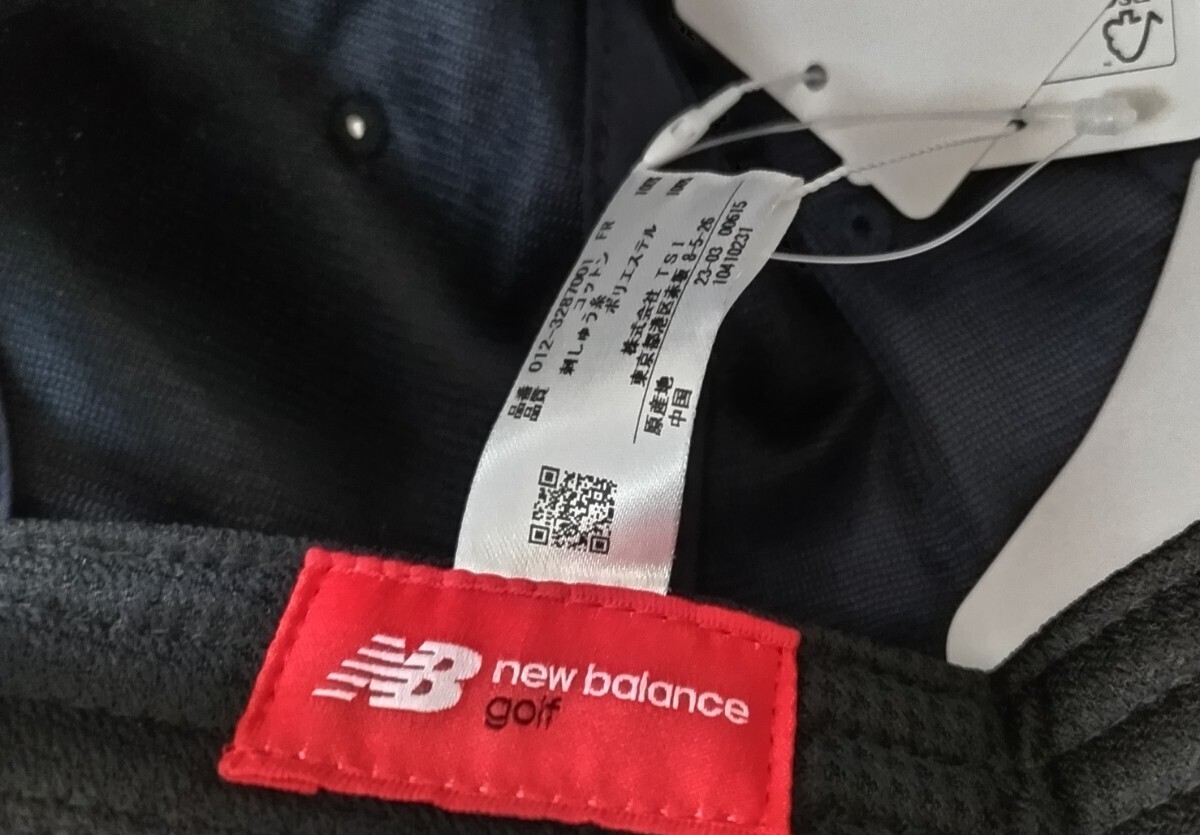 品番 012-3287001 FR
品質 コットン 100%
刺しゅう糸 ポリエステル 100%
株式会社 TSI
東京都港区赤坂 8-5-26
23-03 00615
10410231
原産地
中国
new balance
golf